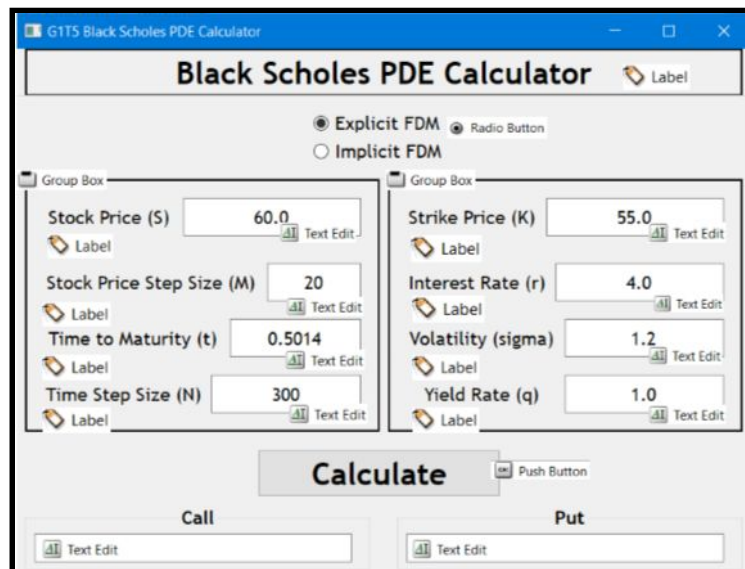 G1T5 Black Scholes PDE Calculator
Black Scholes PDE Calculator Label
Explicit FDM Radio Button
Implicit FDM
Group Box
Stock Price (S) 60.0
Label Text Edit
Stock Price Step Size (M) 20
Label Text Edit
Time to Maturity (t) 0.5014
Label Text Edit
Time Step Size (N) 300
Label Text Edit
Group Box
Strike Price (K) 55.0
Label Text Edit
Interest Rate (r) 4.0
Label Text Edit
Volatility (sigma) 1.2
Label Text Edit
Yield Rate (q) 1.0
Label Text Edit
Calculate Push Button
Call
Text Edit
Put
Text Edit